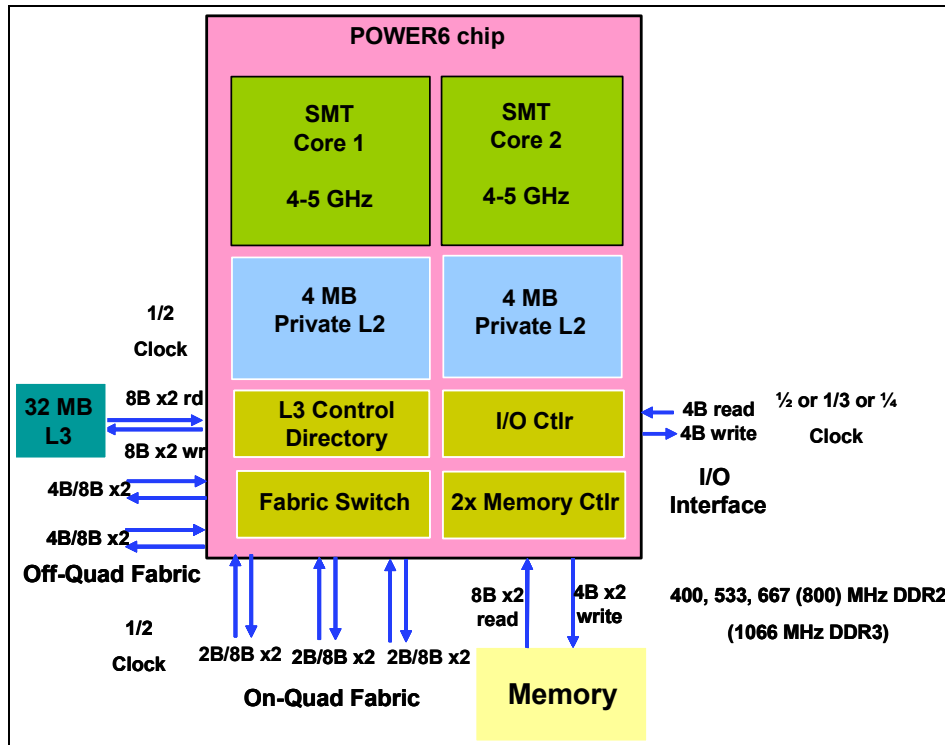 POWER6 chip
SMT
Core 1
4-5 GHz
SMT
Core 2
4-5 GHz
4 MB
Private L2
4 MB
Private L2
1/2
Clock
32 MB
L3
8B x2 rd
8B x2 wr
L3 Control
Directory
I/O Ctlr
4B read
4B write
½ or 1/3 or ¼
Clock
I/O
Interface
4B/8B x2
4B/8B x2
Off-Quad Fabric
Fabric Switch
2x Memory Ctlr
1/2
Clock
2B/8B x2
2B/8B x2
2B/8B x2
On-Quad Fabric
8B x2
read
4B x2
write
400, 533, 667 (800) MHz DDR2
(1066 MHz DDR3)
Memory